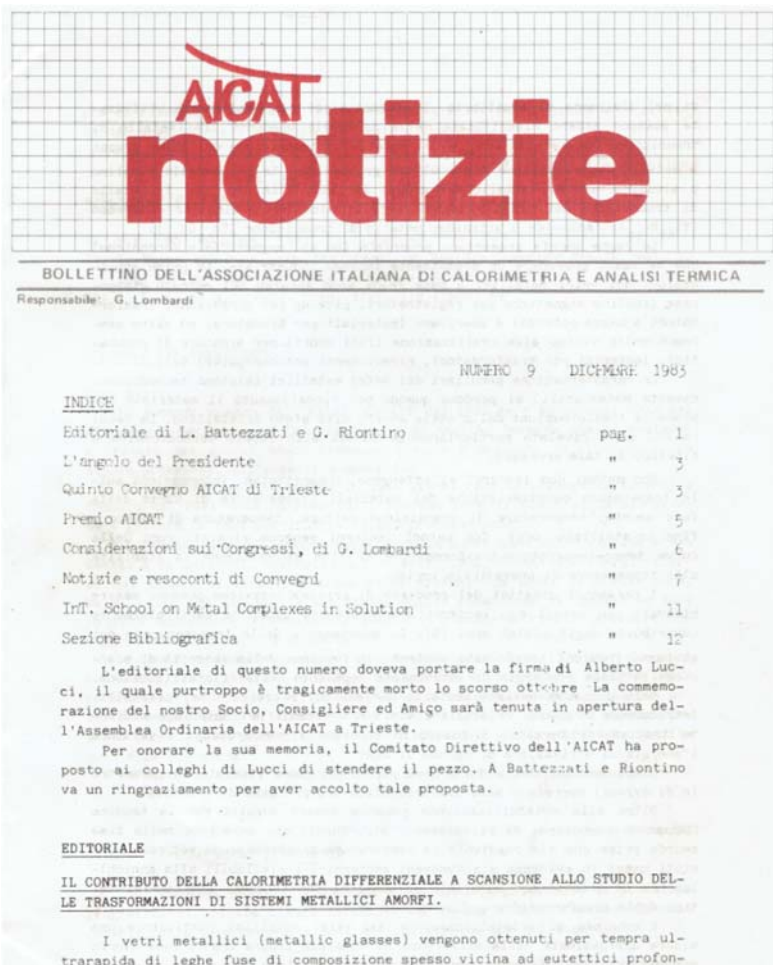 AICAT
notizie
BOLLETTINO DELL'ASSOCIAZIONE ITALIANA DI CALORIMETRIA E ANALISI TERMICA
Responsabile: G. Lombardi
NUMERO 9 DICEMBRE 1983
INDICE
Editoriale di L. Battezzati e G. Riontino pag. 1
L'angolo del Presidente " 3
Quinto Convegno AICAT di Trieste " 3
Premio AICAT " 5
Considerazioni sui Congressi, di G. Lombardi " 6
Notizie e resoconti di Convegni " 7
InT. School on Metal Complexes in Solution " 11
Sezione Bibliografica " 12
L'editoriale di questo numero doveva portare la firma di Alberto Luc-
ci, il quale purtroppo è tragicamente morto lo scorso ottobre La commemo-
razione del nostro Socio, Consigliere ed Amico sarà tenuta in apertura del-
l'Assemblea Ordinaria dell'AICAT a Trieste.
Per onorare la sua memoria, il Comitato Direttivo dell'AICAT ha pro-
posto ai colleghi di Lucci di stendere il pezzo. A Battezzati e Riontino
va un ringraziamento per aver accolto tale proposta.
EDITORIALE
IL CONTRIBUTO DELLA CALORIMETRIA DIFFERENZIALE A SCANSIONE ALLO STUDIO DEL-
LE TRASFORMAZIONI DI SISTEMI METALLICI AMORFI.
I vetri metallici (metallic glasses) vengono ottenuti per tempra ul-
trarapida di leghe fuse di composizione spesso vicina ad eutettici profon-